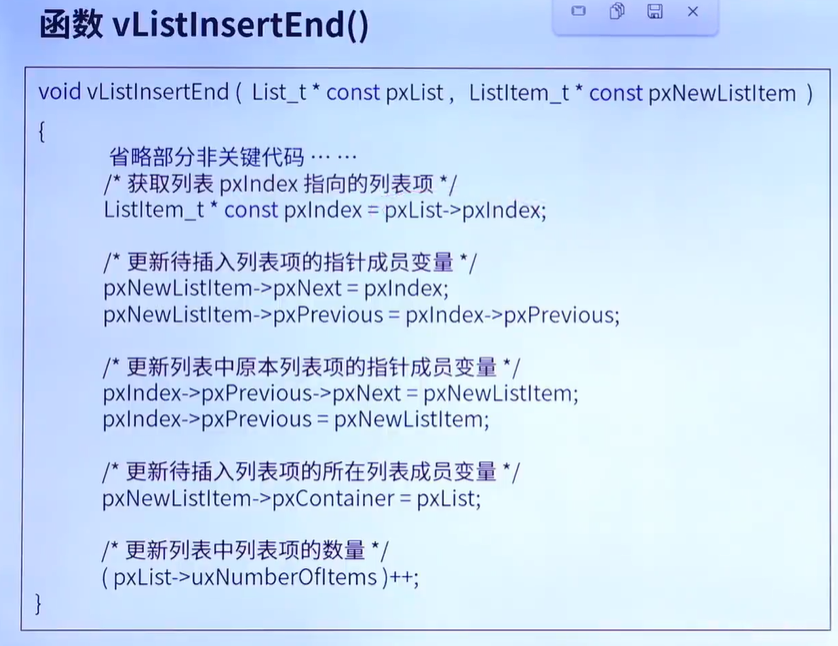 函数 vListInsertEnd()
void vListInsertEnd ( List_t * const pxList , ListItem_t * const pxNewListItem )
{
省略部分非关键代码 … …
/* 获取列表 pxIndex 指向的列表项 */
ListItem_t * const pxIndex = pxList->pxIndex;
/* 更新待插入列表项的指针成员变量 */
pxNewListItem->pxNext = pxIndex;
pxNewListItem->pxPrevious = pxIndex->pxPrevious;
/* 更新列表中原本列表项的指针成员变量 */
pxIndex->pxPrevious->pxNext = pxNewListItem;
pxIndex->pxPrevious = pxNewListItem;
/* 更新待插入列表项的所在列表成员变量 */
pxNewListItem->pxContainer = pxList;
/* 更新列表中列表项的数量 */
( pxList->uxNumberOfItems )++;
}